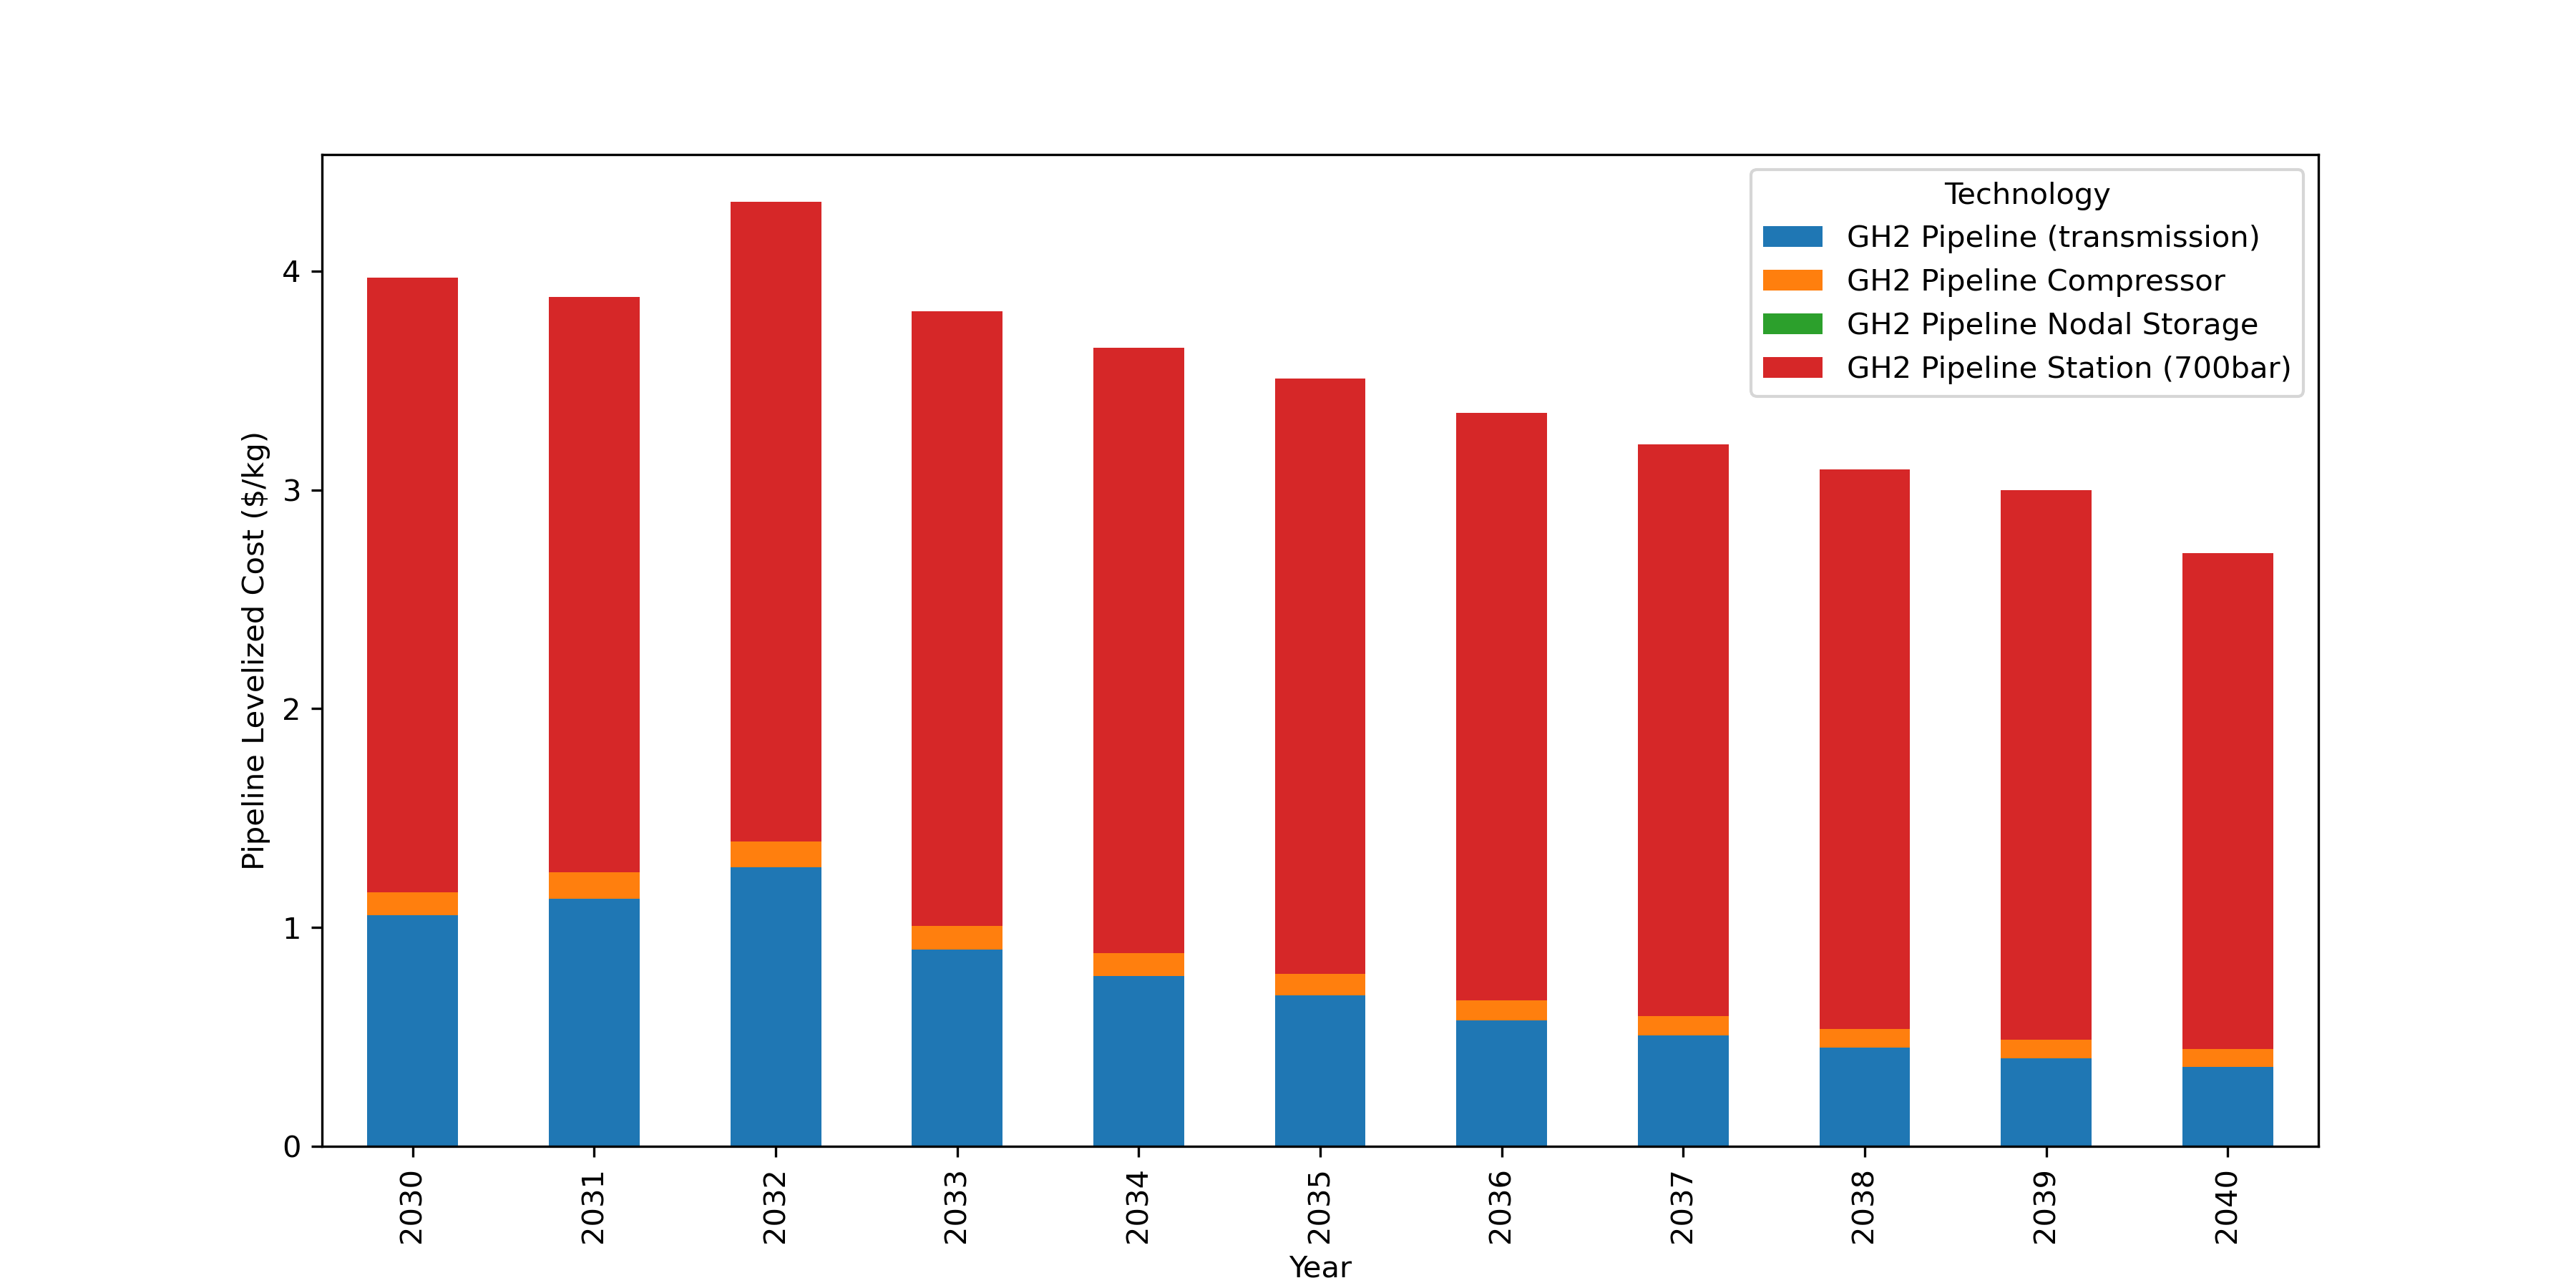 Technology
GH2 Pipeline (transmission)
GH2 Pipeline Compressor
GH2 Pipeline Nodal Storage
GH2 Pipeline Station (700bar)
Pipeline Levelized Cost ($/kg)
4
3
2
1
0
2030 2031 2032 2033 2034 2035 2036 2037 2038 2039 2040
Year